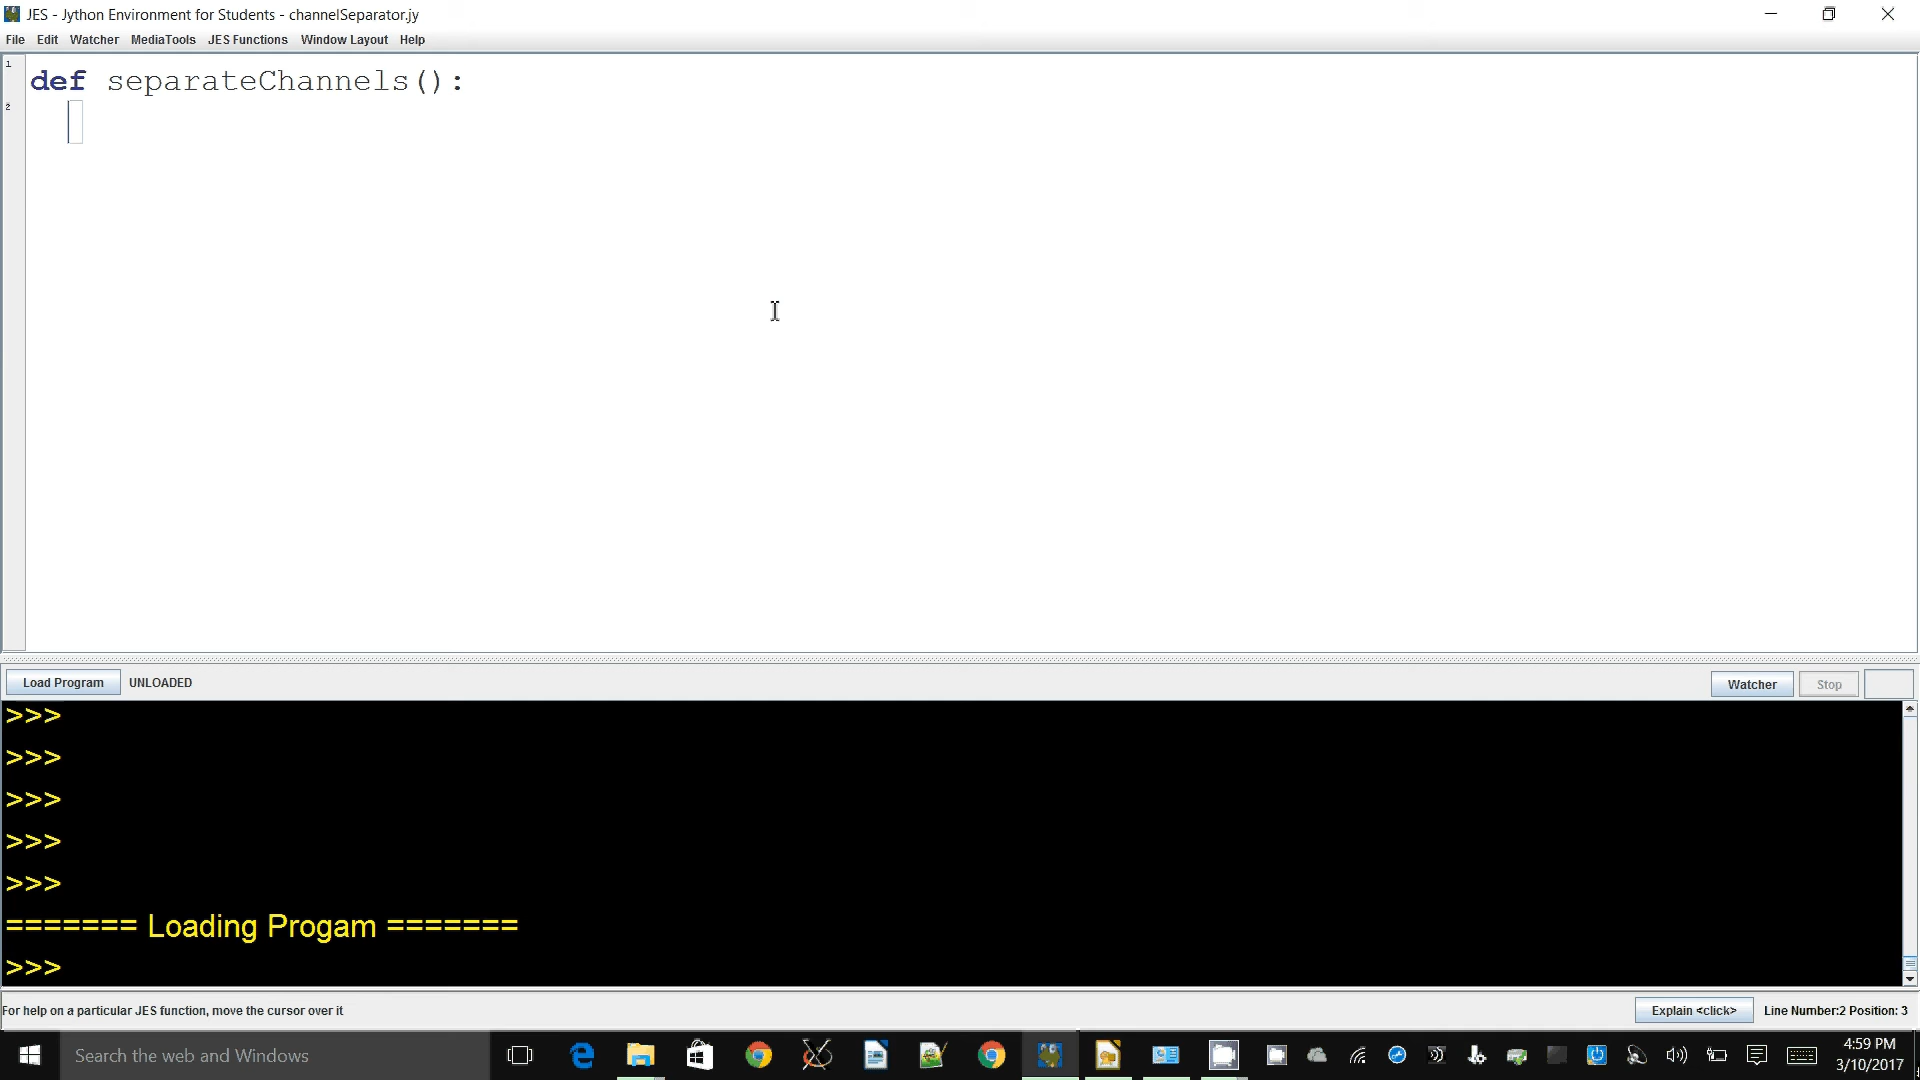 JES - Jython Environment for Students - channelSeparator.jy
File Edit Watcher MediaTools JES Functions Window Layout Help
1 def separateChannels():
2
Load Program UNLOADED Watcher Stop
>>>
>>>
>>>
>>>
>>>
======= Loading Progam =======
>>>
For help on a particular JES function, move the cursor over it Explain <click> Line Number:2 Position: 3
Search the web and Windows
4:59 PM
3/10/2017